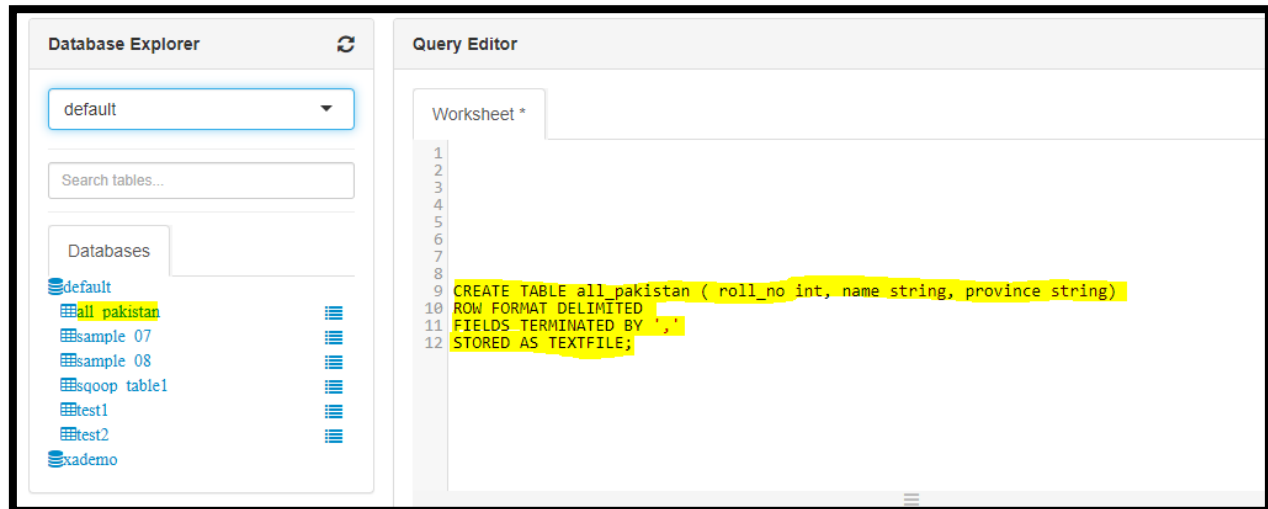 Database Explorer
default
Search tables...
Databases
default
all_pakistan
sample_07
sample_08
sqoop_table1
test1
test2
xademo
Query Editor
Worksheet *
1
2
3
4
5
6
7
8
9 CREATE TABLE all_pakistan ( roll_no int, name string, province string)
10 ROW FORMAT DELIMITED
11 FIELDS TERMINATED BY ','
12 STORED AS TEXTFILE;